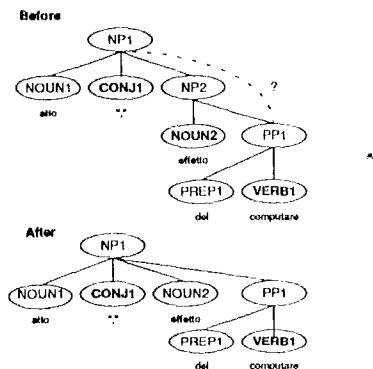 Before
NP1
NOUN1 CONJ1 NP2 ?
atto ","
NOUN2 PP1
effetto
PREP1 VERB1
del computare
After
NP1
NOUN1 CONJ1 NOUN2 PP1
atto "," effetto
PREP1 VERB1
del computare